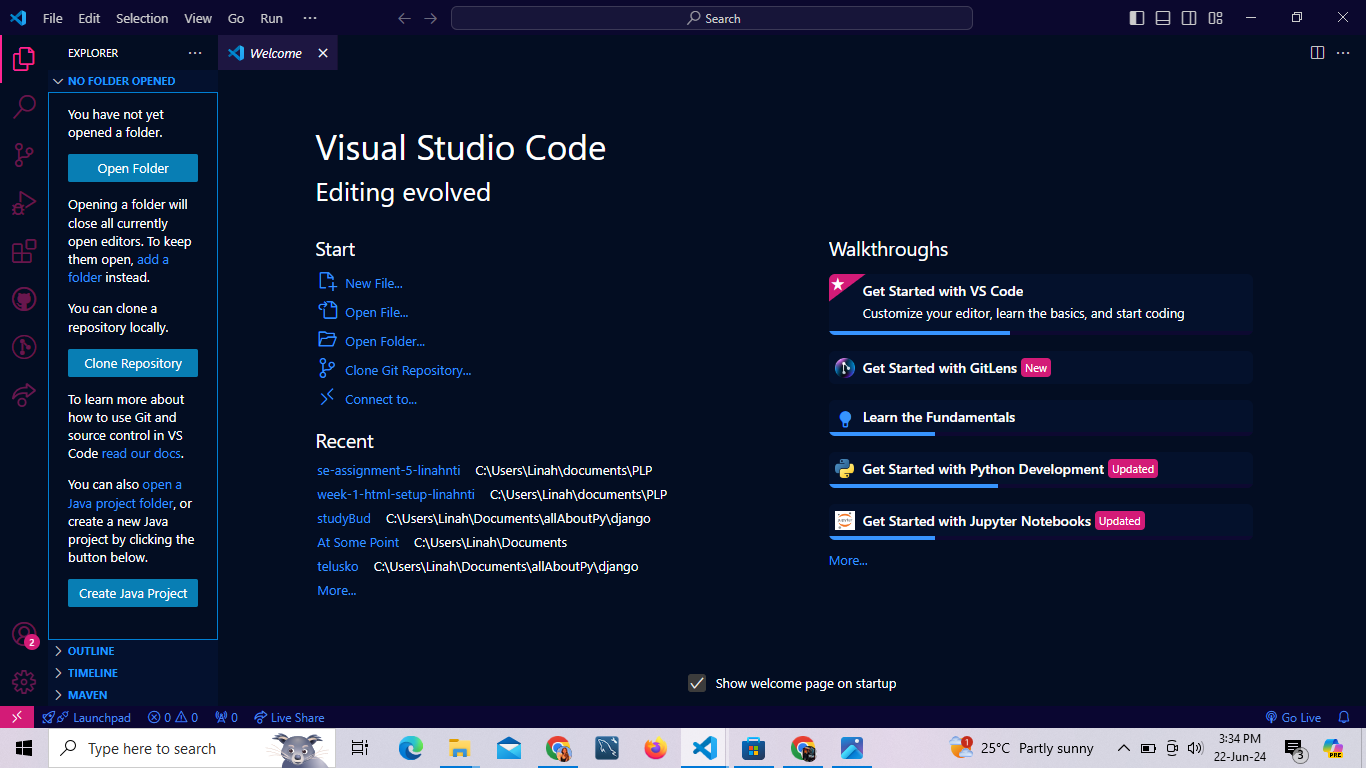 File Edit Selection View Go Run ···
Search
EXPLORER ···
Welcome
NO FOLDER OPENED
You have not yet
opened a folder.
Open Folder
Opening a folder will
close all currently
open editors. To keep
them open, add a
folder instead.
You can clone a
repository locally.
Clone Repository
To learn more about
how to use Git and
source control in VS
Code read our docs.
You can also open a
Java project folder, or
create a new Java
project by clicking the
button below.
Create Java Project
OUTLINE
TIMELINE
MAVEN
2
Visual Studio Code
Editing evolved
Start
New File...
Open File...
Open Folder...
Clone Git Repository...
Connect to...
Recent
se-assignment-5-linahnti C:\Users\Linah\documents\PLP
week-1-html-setup-linahnti C:\Users\Linah\documents\PLP
studyBud C:\Users\Linah\Documents\allAboutPy\django
At Some Point C:\Users\Linah\Documents
telusko C:\Users\Linah\Documents\allAboutPy\django
More...
Walkthroughs
Get Started with VS Code
Customize your editor, learn the basics, and start coding
Get Started with GitLens New
Learn the Fundamentals
Get Started with Python Development Updated
Get Started with Jupyter Notebooks Updated
More...
Show welcome page on startup
Launchpad 0 0 0 Live Share Go Live
Type here to search
1 25°C Partly sunny
3:34 PM
22-Jun-24
3
PRE